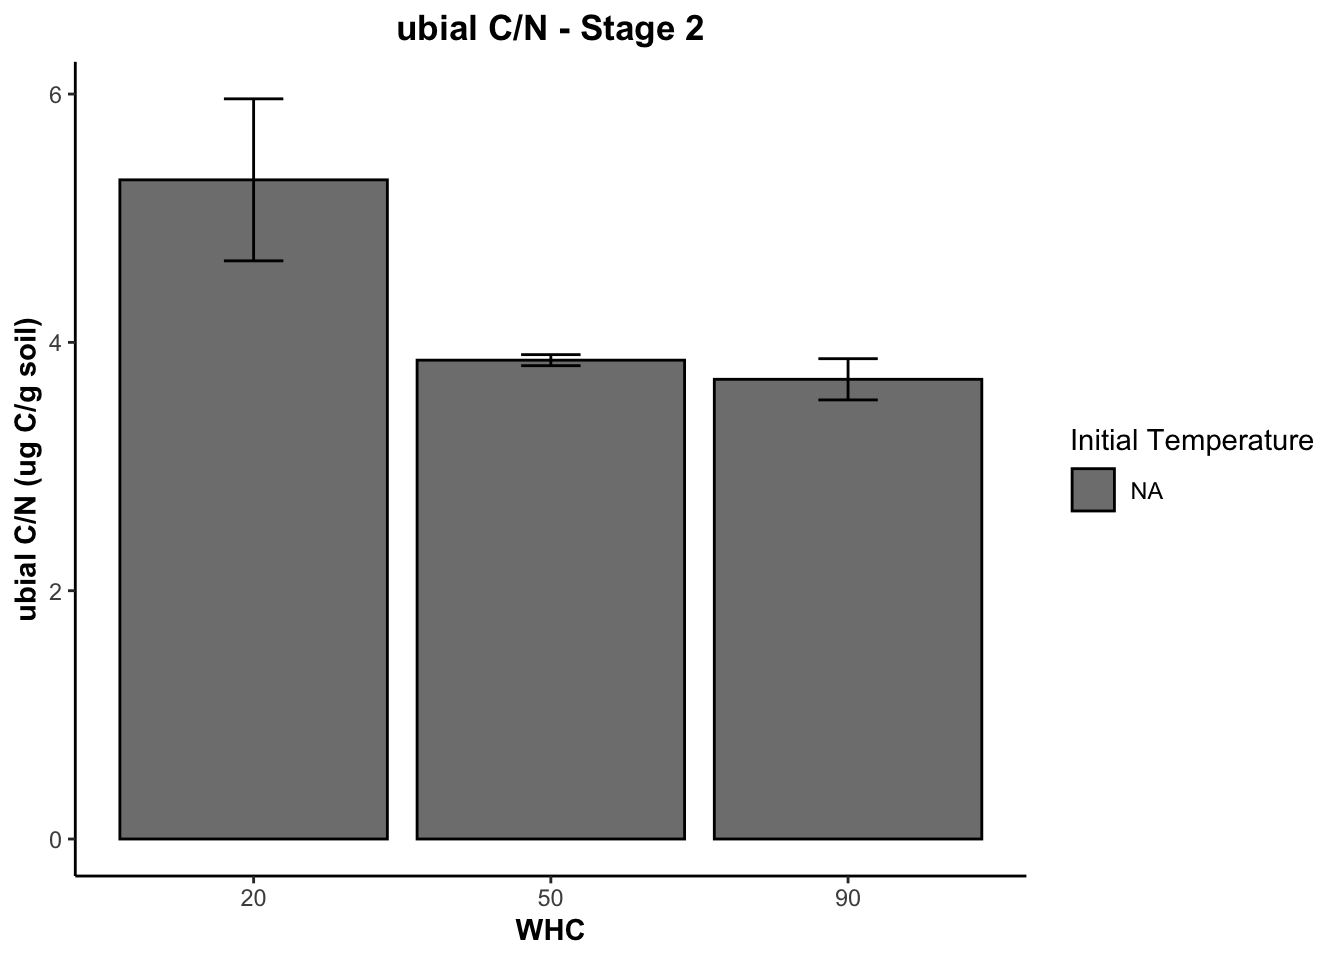 ubial C/N - Stage 2
ubial C/N (ug C/g soil)
6
4
2
0
20 50 90
WHC
Initial Temperature
NA